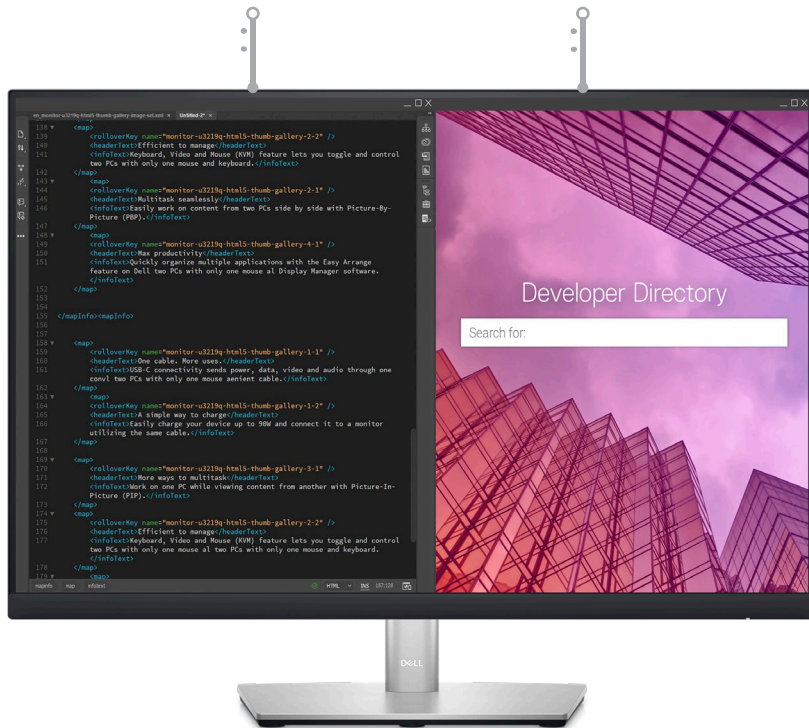 en_monitor-u3219q-html5-thumb-gallery-image-set.xml × Untitled-2* ×
138 <map>
139 <rolloverKey name="monitor-u3219q-html5-thumb-gallery-2-2" />
140 <headerText>Efficient to manage</headerText>
141 <infoText>Keyboard, Video and Mouse (KVM) feature lets you toggle and control
two PCs with only one mouse and keyboard.</infoText>
142 </map>
143 <map>
144 <rolloverKey name="monitor-u3219q-html5-thumb-gallery-2-1" />
145 <headerText>Multitask seamlessly</headerText>
146 <infoText>Easily work on content from two PCs side by side with Picture-By-
Picture (PBP).</infoText>
147 </map>
148 <map>
149 <rolloverKey name="monitor-u3219q-html5-thumb-gallery-4-1" />
150 <headerText>Max productivity</headerText>
151 <infoText>Quickly organize multiple applications with the Easy Arrange
feature on Dell two PCs with only one mouse al Display Manager software.
</infoText>
152 </map>
153
154
155 </mapInfo><mapInfo>
156
157
158 <map>
159 <rolloverKey name="monitor-u3219q-html5-thumb-gallery-1-1" />
160 <headerText>One cable. More uses.</headerText>
161 <infoText>USB-C connectivity sends power, data, video and audio through one
convl two PCs with only one mouse aenient cable.</infoText>
162 </map>
163 <map>
164 <rolloverKey name="monitor-u3219q-html5-thumb-gallery-1-2" />
165 <headerText>A simple way to charge</headerText>
166 <infoText>Easily charge your device up to 90W and connect it to a monitor
utilizing the same cable.</infoText>
167 </map>
168
169 <map>
170 <rolloverKey name="monitor-u3219q-html5-thumb-gallery-3-1" />
171 <headerText>More ways to multitask</headerText>
172 <infoText>Work on one PC while viewing content from another with Picture-In-
Picture (PIP).</infoText>
173 </map>
174 <map>
175 <rolloverKey name="monitor-u3219q-html5-thumb-gallery-2-2" />
176 <headerText>Efficient to manage</headerText>
177 <infoText>Keyboard, Video and Mouse (KVM) feature lets you toggle and control
two PCs with only one mouse al two PCs with only one mouse and keyboard.
</infoText>
178 </map>
179 <map>
mapinfo map infotext HTML INS 167:128
Developer Directory
Search for:
DELL